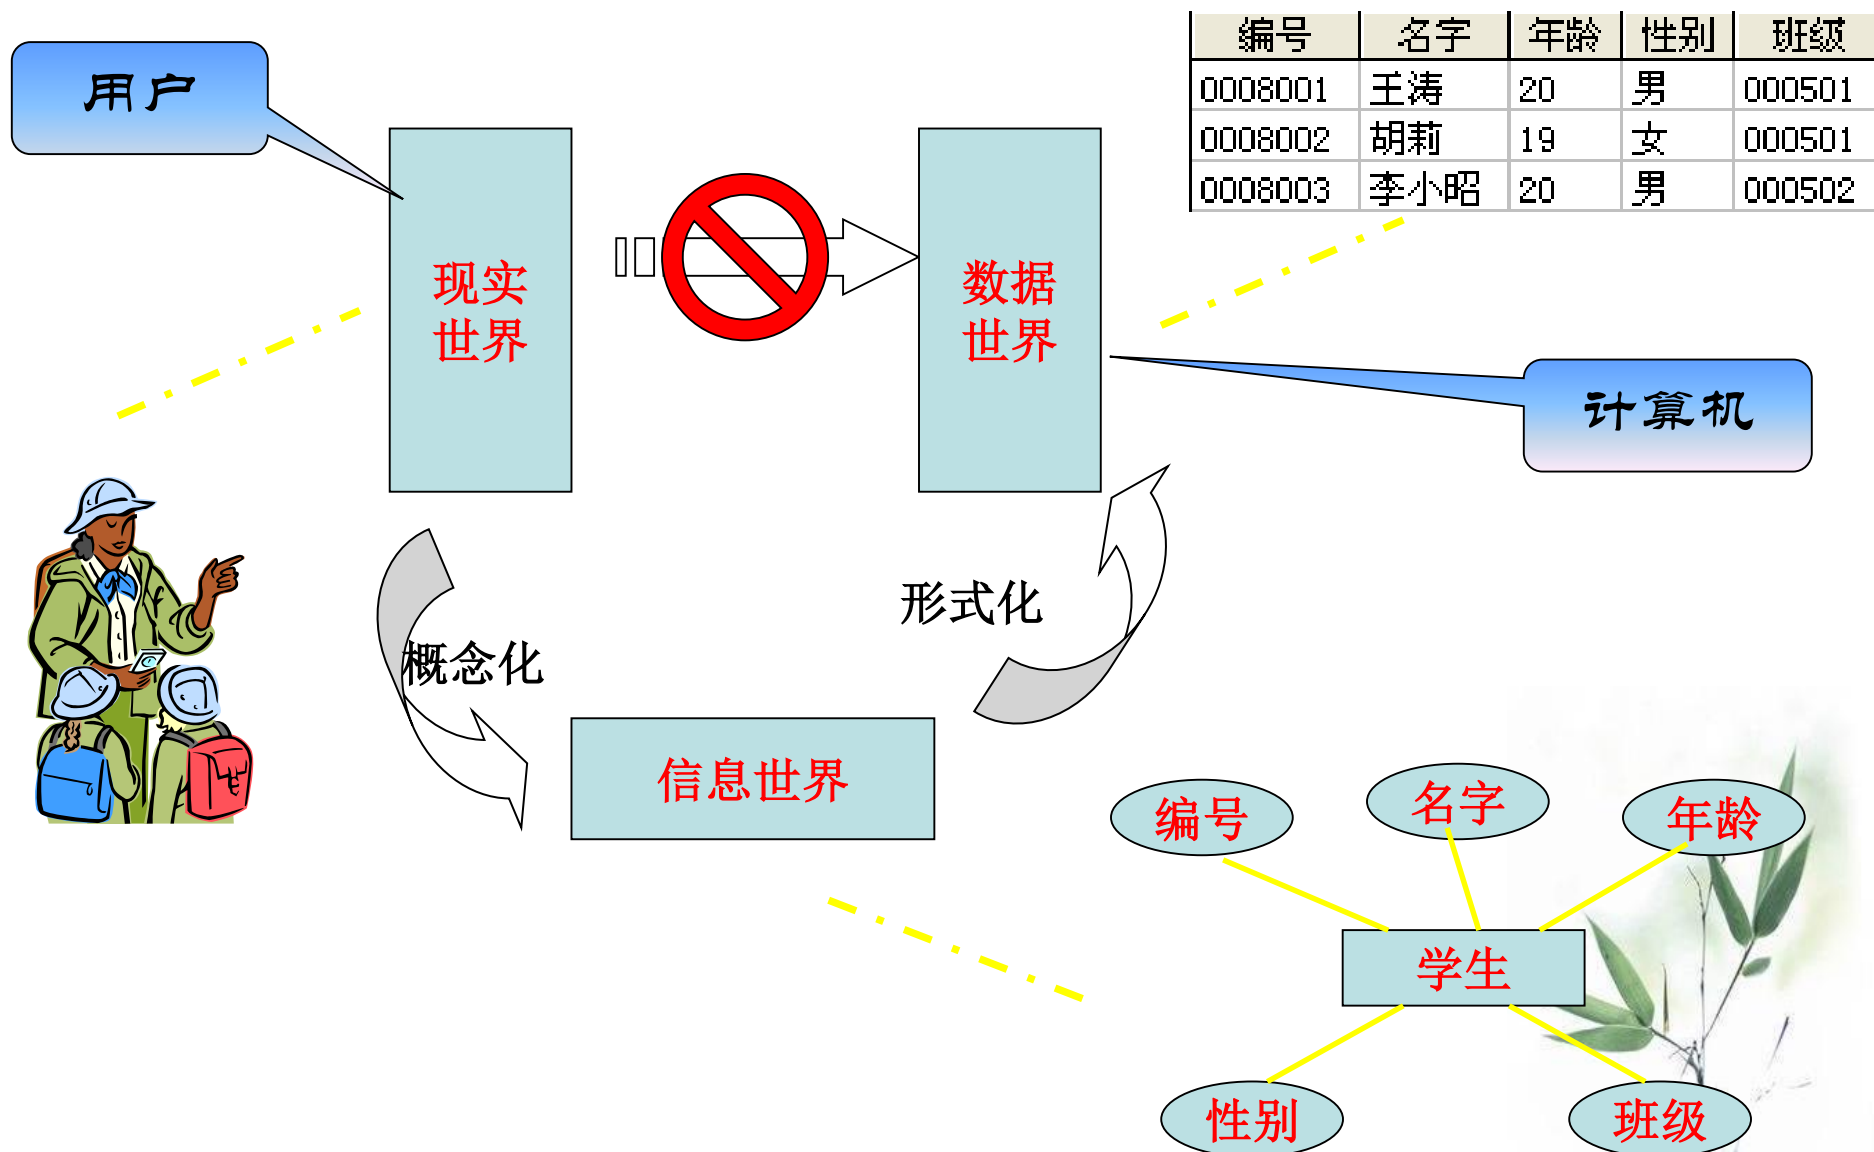 用户
编号 名字 年龄 性别 班级
0008001 王涛 20 男 000501
0008002 胡莉 19 女 000501
0008003 李小昭 20 男 000502
现实
世界
数据
世界
计算机
形式化
概念化
信息世界
编号 名字 年龄
学生
性别 班级